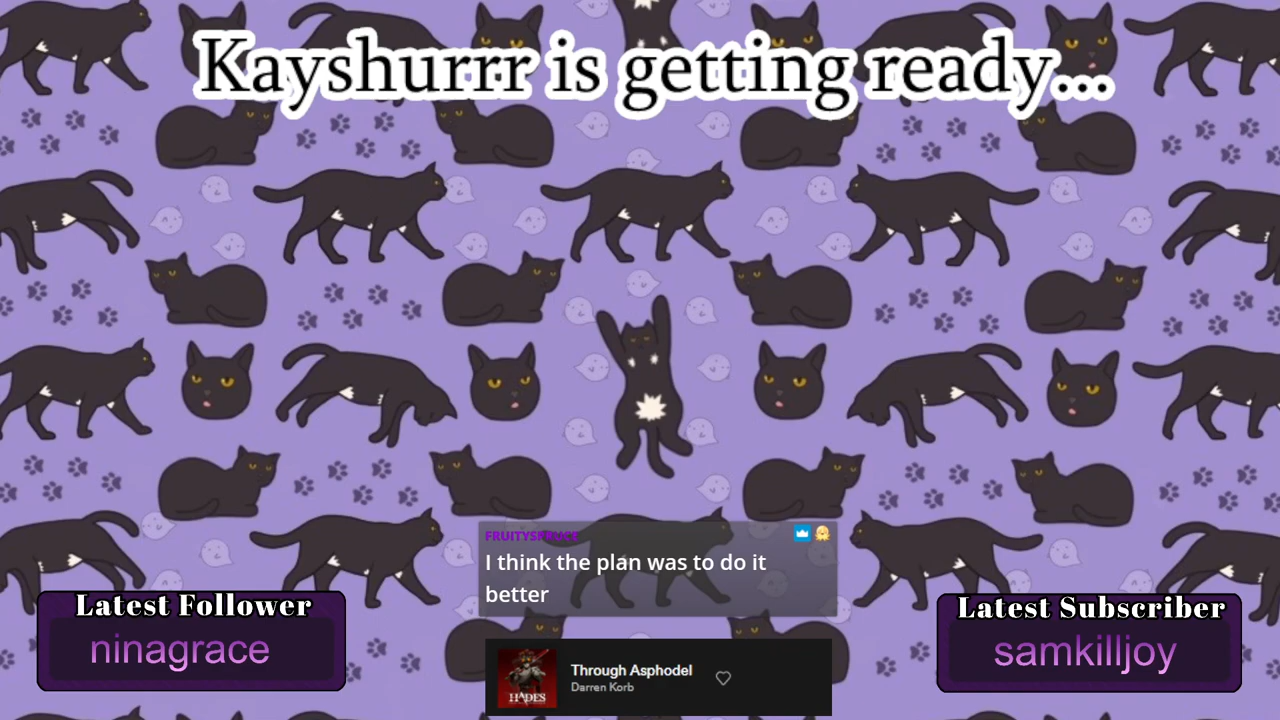 Kayshurrr is getting ready...
FRUITYSPRUCE
I think the plan was to do it
better
Latest Follower
ninagrace
Latest Subscriber
samkilljoy
Through Asphodel
Darren Korb
HADES